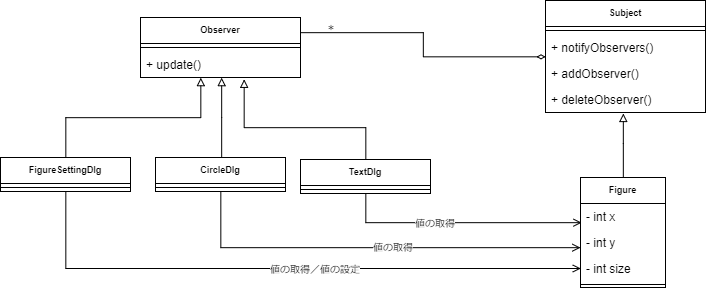 Observer
+ update()
*
Subject
+ notifyObservers()
+ addObserver()
+ deleteObserver()
FigureSettingDlg
CircleDlg
TextDlg
Figure
- int x
- int y
- int size
値の取得
値の取得
値の取得／値の設定